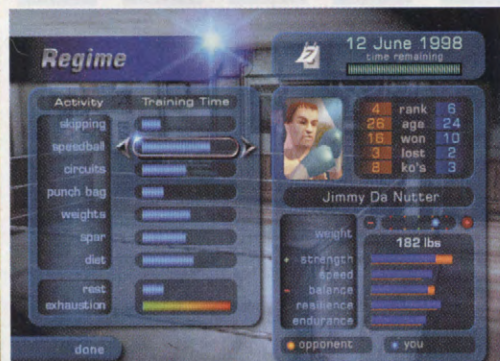 Regime
Activity Training Time
skipping
speedball
circuits
punch bag
weights
spar
diet
rest
exhaustion
done
7
12 June 1998
time remaining
4 rank 6
26 age 24
16 won 10
3 lost 2
8 ko's 3
Jimmy Da Nutter
weight
182 lbs
+ strength
speed
- balance
resilience
endurance
opponent you